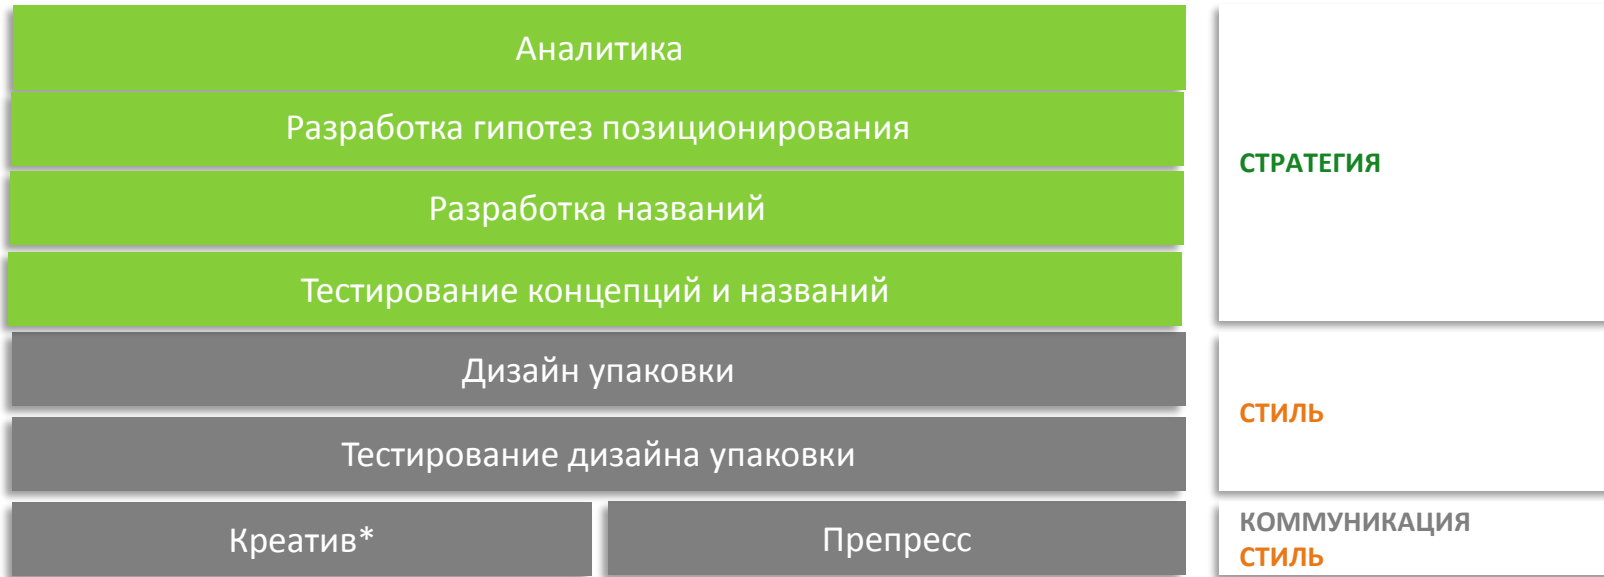 Аналитика
Разработка гипотез позиционирования
Разработка названий
Тестирование концепций и названий
СТРАТЕГИЯ
Дизайн упаковки
Тестирование дизайна упаковки
СТИЛЬ
Креатив*
Препресс
КОММУНИКАЦИЯ
СТИЛЬ